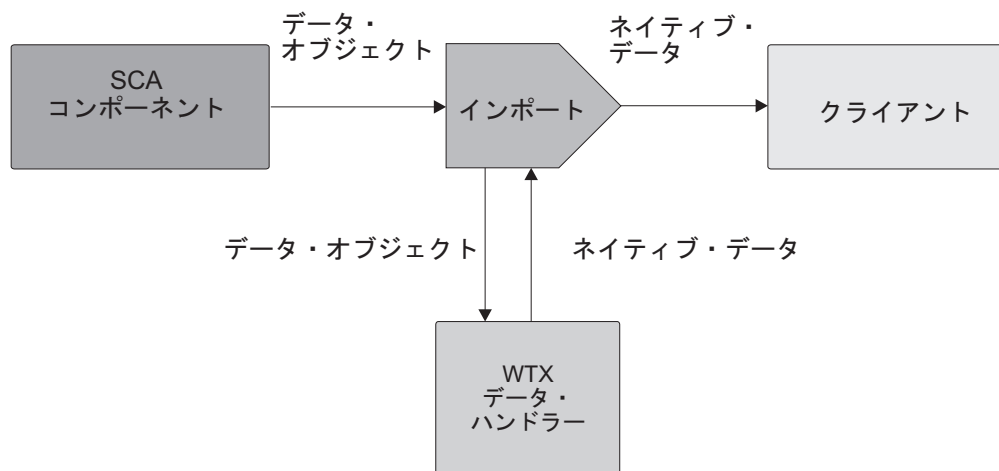 データ・
オブジェクト
ネイティブ・
データ
SCA
コンポーネント
インポート
クライアント
データ・オブジェクト
ネイティブ・データ
WTX
データ・
ハンドラー